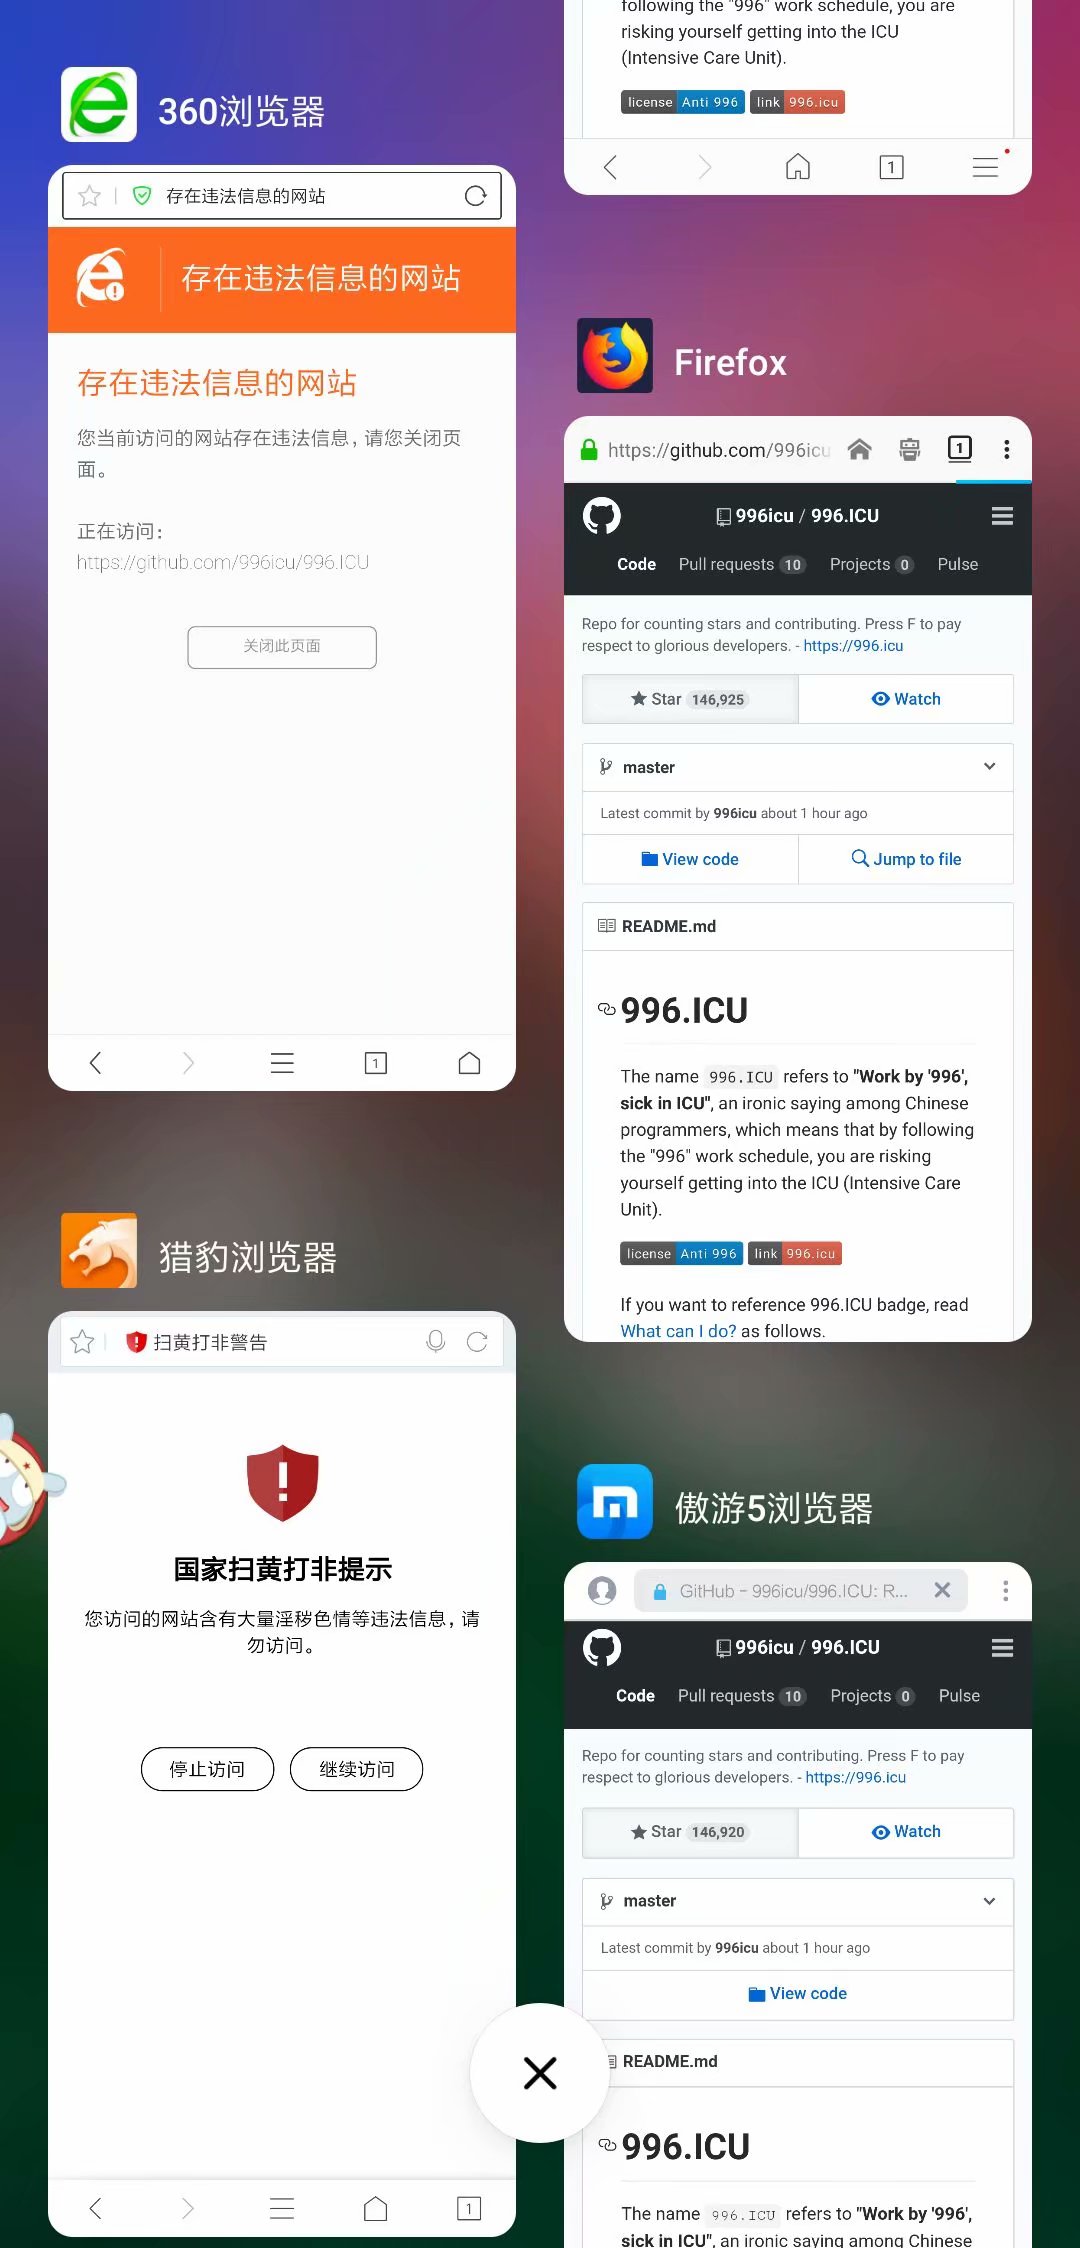 360浏览器
存在违法信息的网站
存在违法信息的网站
存在违法信息的网站
您当前访问的网站存在违法信息，请您关闭页
面。
正在访问：
https://github.com/996icu/996.ICU
关闭此页面
1
猎豹浏览器
扫黄打非警告
国家扫黄打非提示
您访问的网站含有大量淫秽色情等违法信息，请
勿访问。
停止访问 继续访问
1
following the "996" work schedule, you are
risking yourself getting into the ICU
(Intensive Care Unit).
license Anti 996 link 996.icu
1
Firefox
https://github.com/996icu 1
996icu / 996.ICU
Code Pull requests 10 Projects 0 Pulse
Repo for counting stars and contributing. Press F to pay
respect to glorious developers. - https://996.icu
Star 146,925 Watch
master
Latest commit by 996icu about 1 hour ago
View code Jump to file
README.md
996.ICU
The name 996.ICU refers to "Work by '996',
sick in ICU", an ironic saying among Chinese
programmers, which means that by following
the "996" work schedule, you are risking
yourself getting into the ICU (Intensive Care
Unit).
license Anti 996 link 996.icu
If you want to reference 996.ICU badge, read
What can I do? as follows.
傲游5浏览器
GitHub - 996icu/996.ICU: R...
996icu / 996.ICU
Code Pull requests 10 Projects 0 Pulse
Repo for counting stars and contributing. Press F to pay
respect to glorious developers. - https://996.icu
Star 146,920 Watch
master
Latest commit by 996icu about 1 hour ago
View code
README.md
996.ICU
The name 996.ICU refers to "Work by '996',
sick in ICU", an ironic saying among Chinese